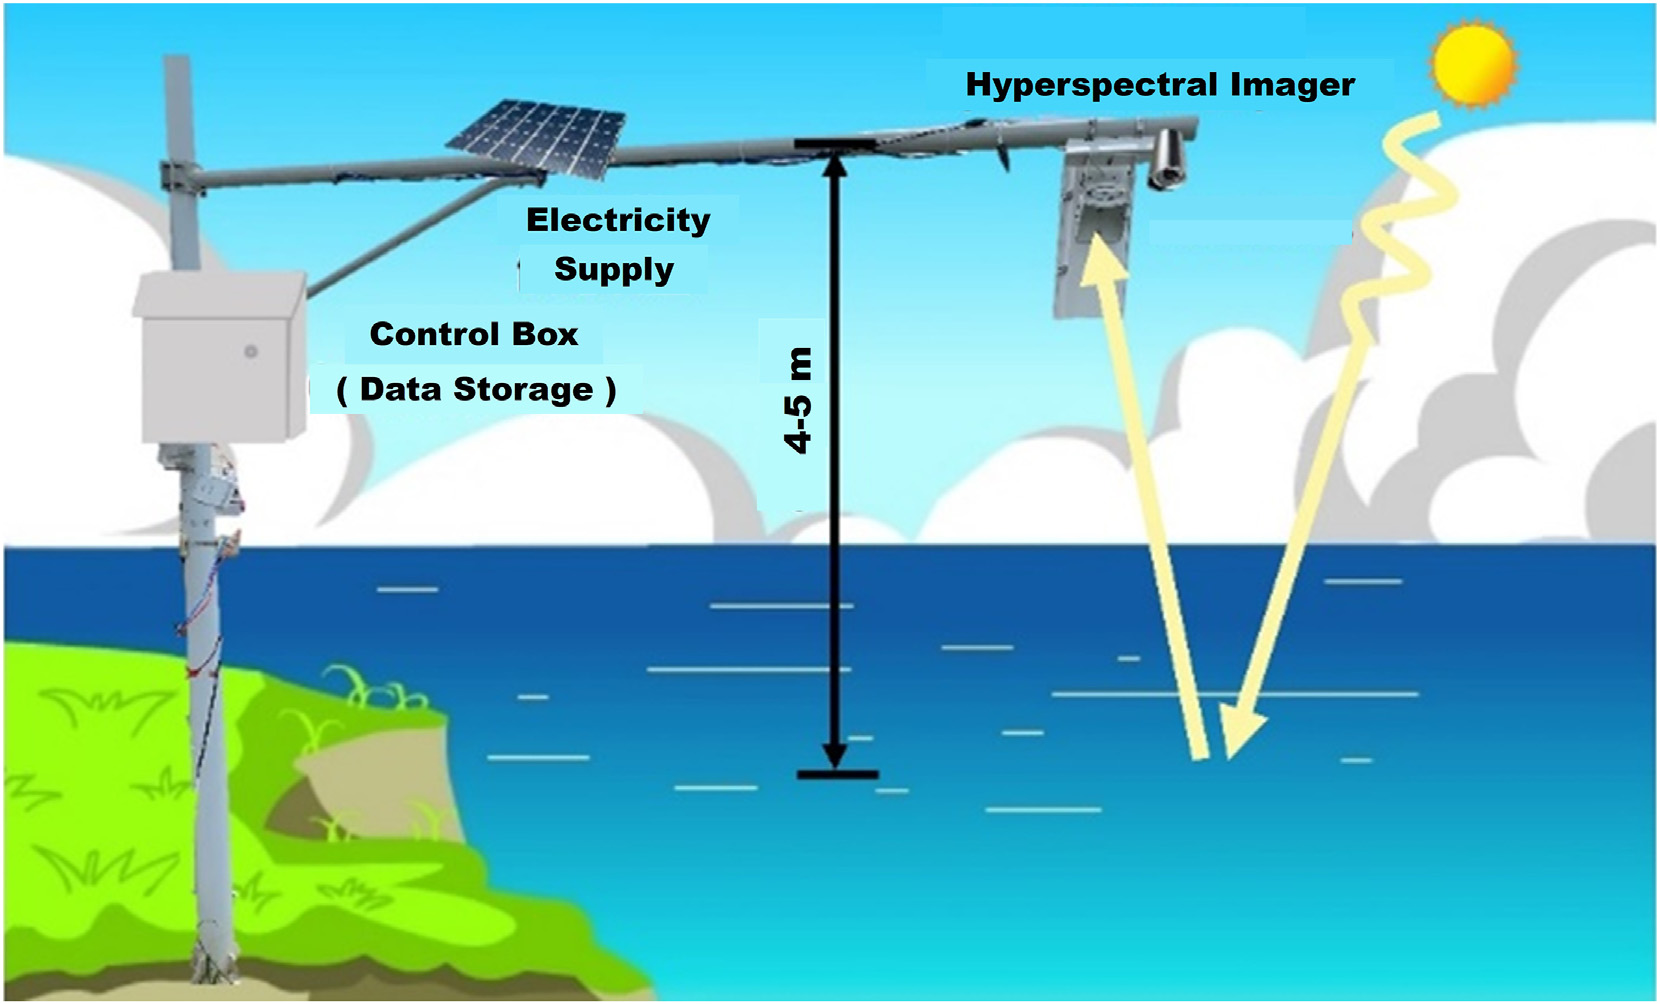 Hyperspectral Imager
Electricity
Supply
Control Box
( Data Storage )
4-5 m